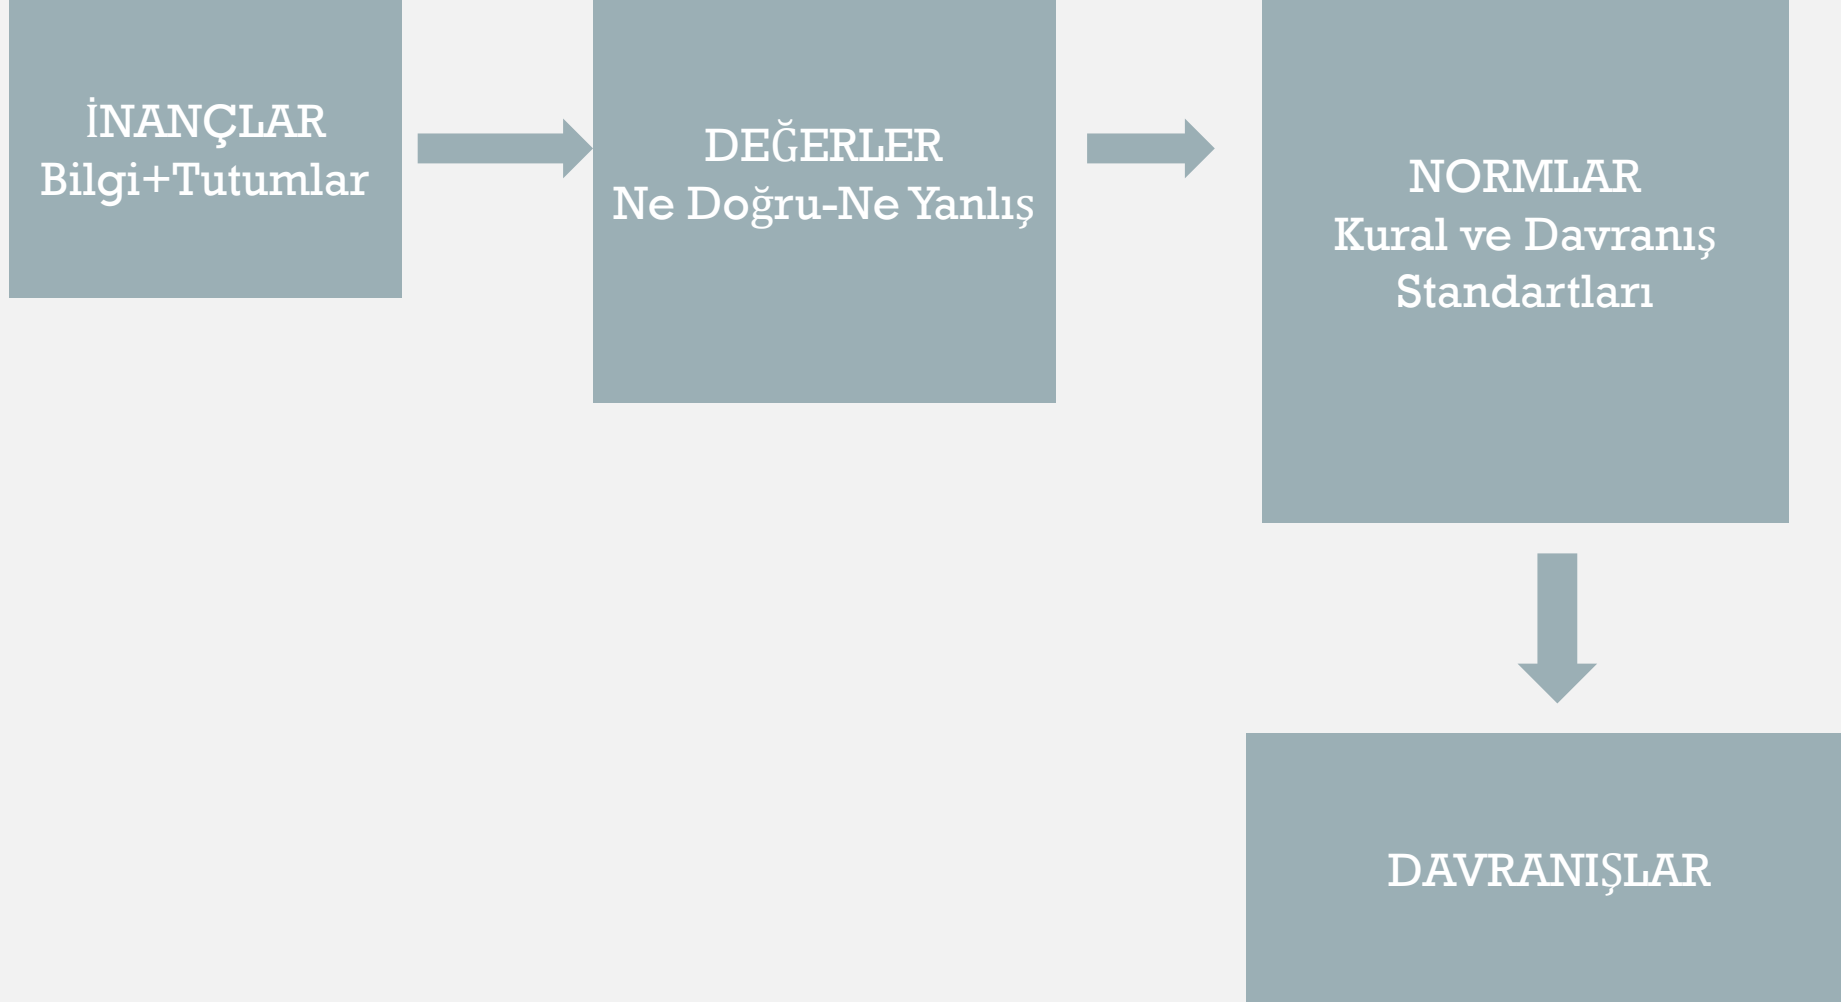 İNANÇLAR
Bilgi+Tutumlar
DEĞERLER
Ne Doğru-Ne Yanlış
NORMLAR
Kural ve Davranış
Standartları
DAVRANIŞLAR